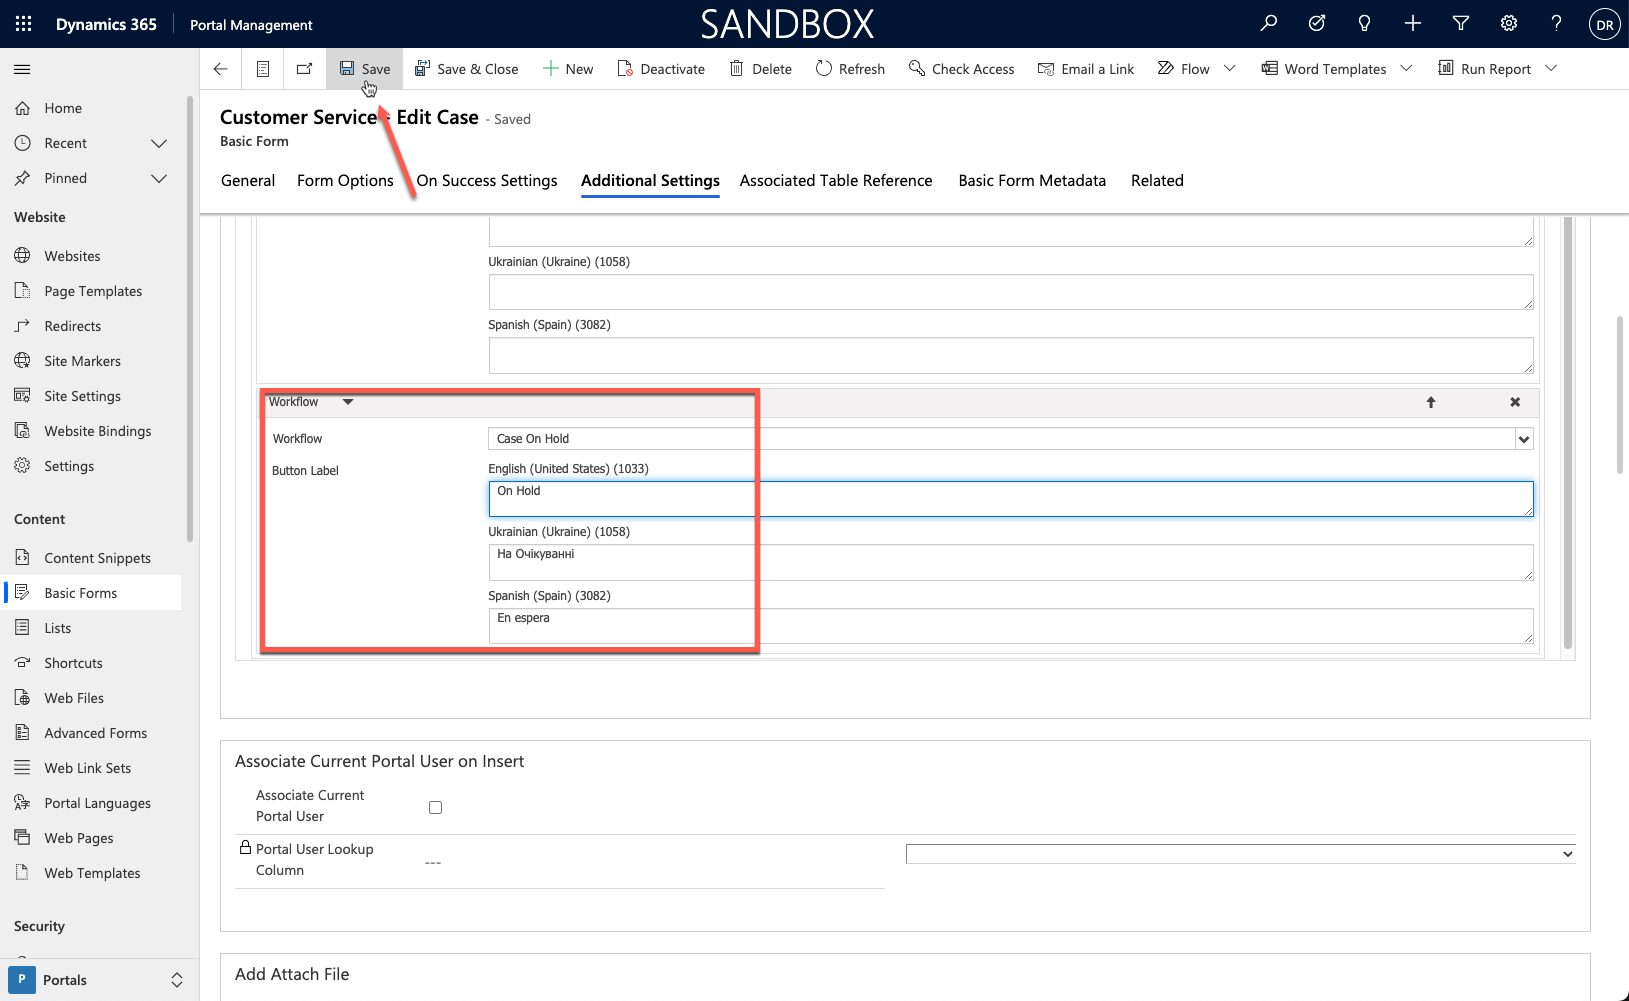 Dynamics 365
Portal Management
SANDBOX
DR
Save
Save & Close
New
Deactivate
Delete
Refresh
Check Access
Email a Link
Flow
Word Templates
Run Report
Home
Recent
Pinned
Website
Websites
Page Templates
Redirects
Site Markers
Site Settings
Website Bindings
Settings
Content
Content Snippets
Basic Forms
Lists
Shortcuts
Web Files
Advanced Forms
Web Link Sets
Portal Languages
Web Pages
Web Templates
Security
P
Portals
Customer Service - Edit Case - Saved
Basic Form
General
Form Options
On Success Settings
Additional Settings
Associated Table Reference
Basic Form Metadata
Related
Ukrainian (Ukraine) (1058)
Spanish (Spain) (3082)
Workflow
Workflow
Case On Hold
Button Label
English (United States) (1033)
On Hold
Ukrainian (Ukraine) (1058)
На Очікуванні
Spanish (Spain) (3082)
En espera
Associate Current Portal User on Insert
Associate Current
Portal User
Portal User Lookup
Column
---
Add Attach File